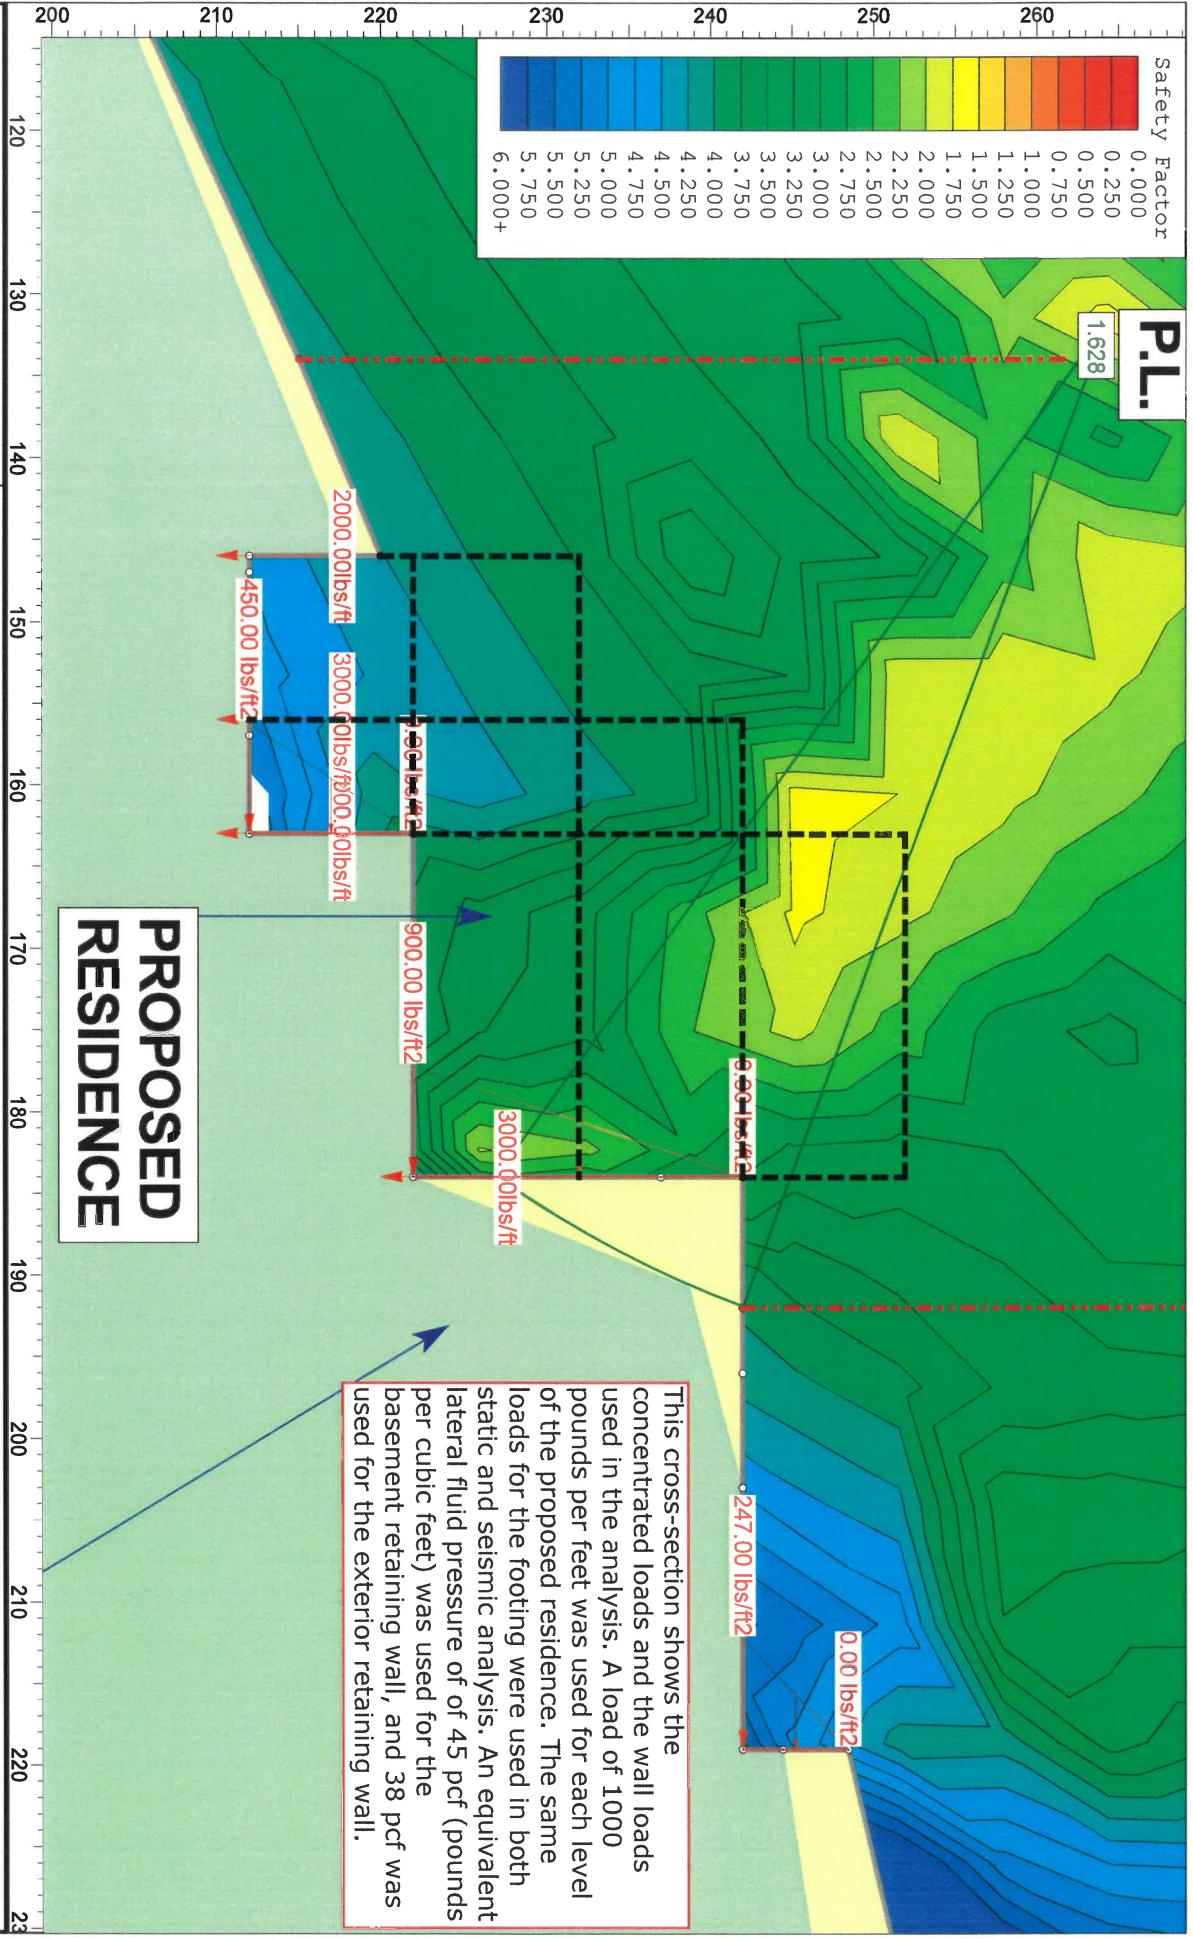 Safety Factor
0.000
0.250
0.500
0.750
1.000
1.250
1.500
1.750
2.000
2.250
2.500
2.750
3.000
3.250
3.500
3.750
4.000
4.250
4.500
4.750
5.000
5.250
5.500
5.750
6.000+
P.L.
1.628
260
250
240
230
220
210
200
120
130
140
150
160
170
180
190
200
210
220
23
2000.00lbs/ft
450.00 lbs/ft2
900.00 lbs/ft2
3000.00lbs/ft
247.00 lbs/ft2
0.00 lbs/ft2
PROPOSED
RESIDENCE
This cross-section shows the
concentrated loads and the wall loads
used in the analysis. A load of 1000
pounds per feet was used for each level
of the proposed residence. The same
loads for the footing were used in both
static and seismic analysis. An equivalent
lateral fluid pressure of of 45 pcf (pounds
per cubic feet) was used for the
basement retaining wall, and 38 pcf was
used for the exterior retaining wall.